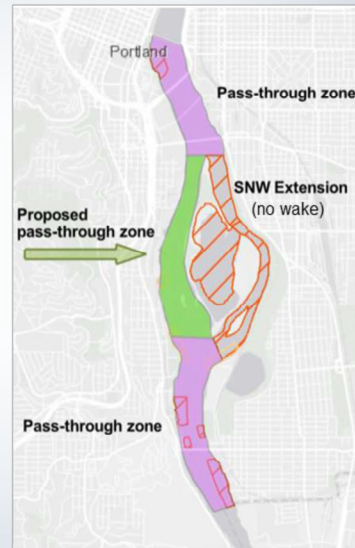 Portland
Pass-through zone
SNW Extension
(no wake)
Proposed
pass-through zone
Pass-through zone